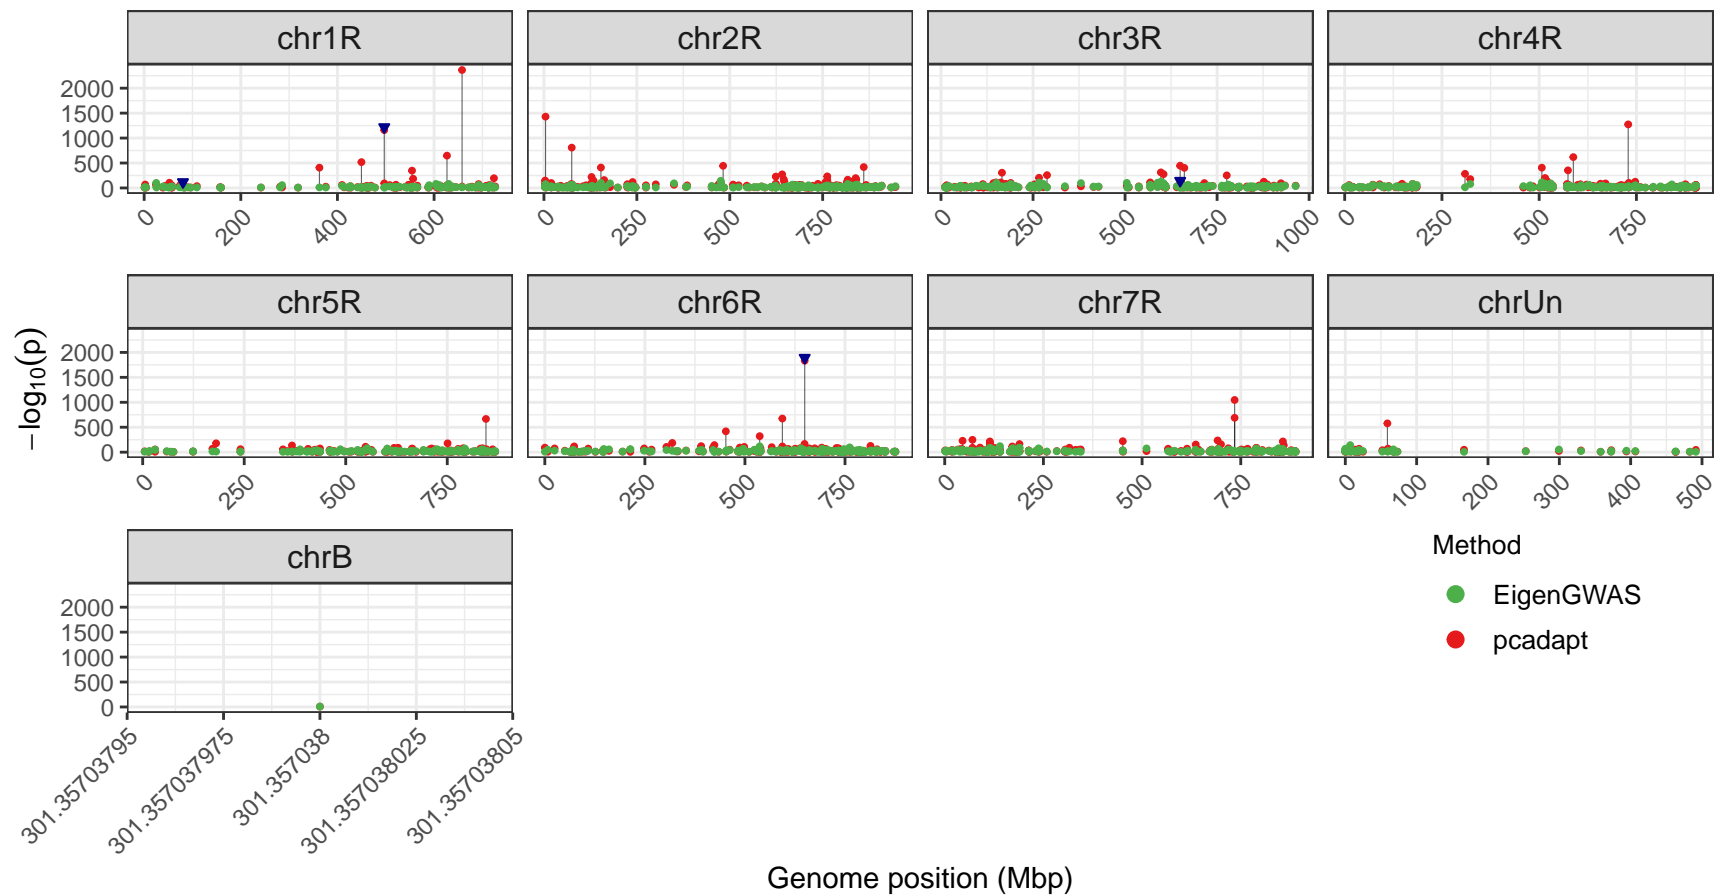 chr1R chr2R chr3R chr4R
2000
1500
1000
500
0
0 200 400 600 0 250 500 750 0 250 500 750 1000 0 250 500 750
chr5R chr6R chr7R chrUn
2000
1500
1000
500
0
0 250 500 750 0 250 500 750 0 250 500 750 0 100 200 300 400 500
−log10(p)
chrB
2000
1500
1000
500
0
301.35703795 301.357037975 301.357038 301.357038025 301.35703805
Method
EigenGWAS
pcadapt
Genome position (Mbp)